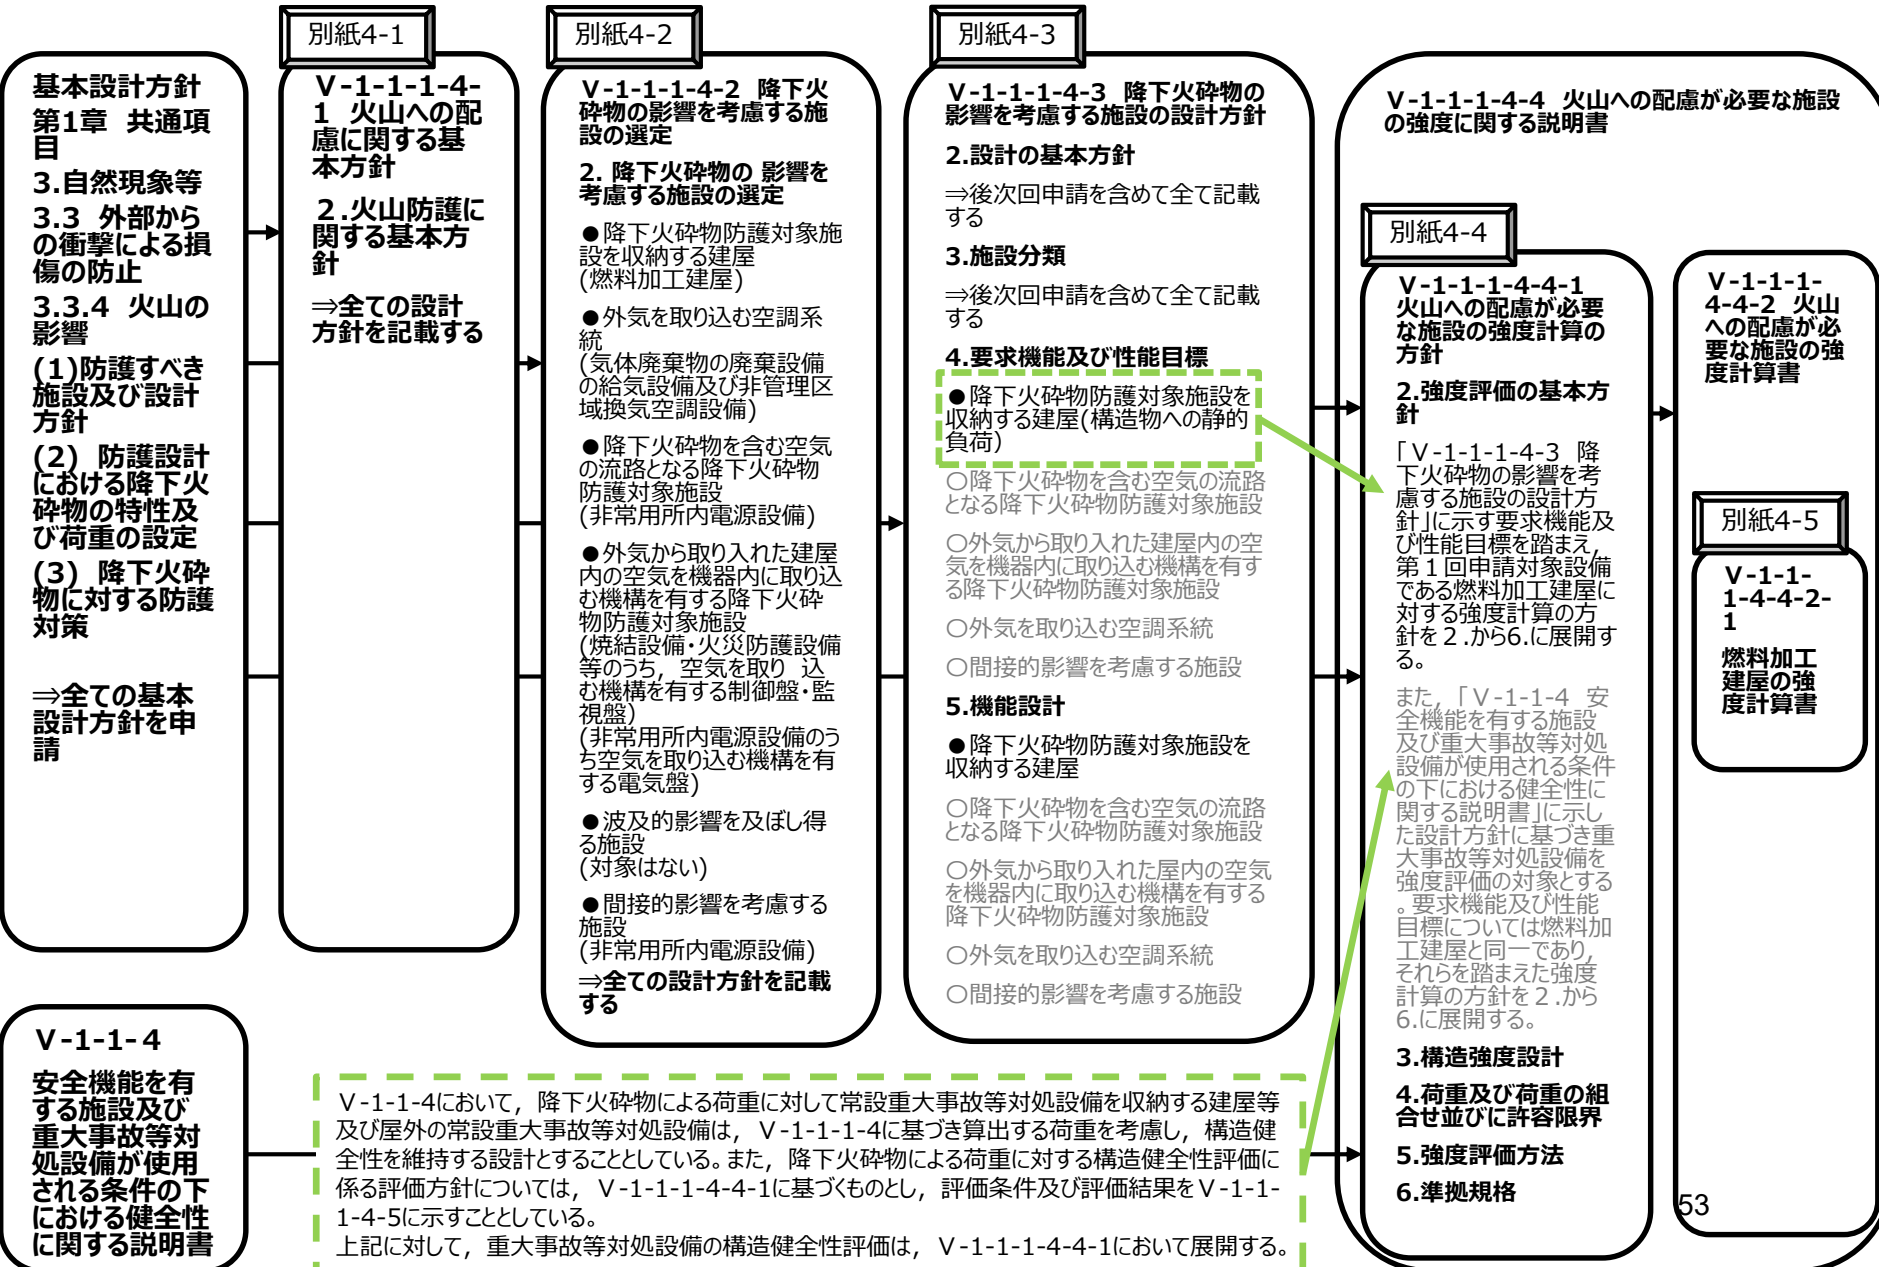 基本設計方針
第1章 共通項
目
3.自然現象等
3.3 外部から
の衝撃による損
傷の防止
3.3.4 火山の
影響
(1)防護すべき
施設及び設計
方針
(2) 防護設計
における降下火
砕物の特性及
び荷重の設定
(3) 降下火砕
物に対する防護
対策
⇒全ての基本
設計方針を申
請
別紙4-1
Ⅴ-1-1-1-4-
1 火山への配
慮に関する基
本方針
２.火山防護に
関する基本方
針
⇒全ての設計
方針を記載する
別紙4-2
Ⅴ-1-1-1-4-2 降下火
砕物の影響を考慮する施
設の選定
2. 降下火砕物の 影響を
考慮する施設の選定
●降下火砕物防護対象施
設を収納する建屋
(燃料加工建屋)
●外気を取り込む空調系
統
(気体廃棄物の廃棄設備
の給気設備及び非管理区
域換気空調設備)
●降下火砕物を含む空気
の流路となる降下火砕物
防護対象施設
(非常用所内電源設備)
●外気から取り入れた建屋
内の空気を機器内に取り込
む機構を有する降下火砕
物防護対象施設
(焼結設備・火災防護設備
等のうち，空気を取り 込
む機構を有する制御盤・監
視盤)
(非常用所内電源設備のう
ち空気を取り込む機構を有
する電気盤)
●波及的影響を及ぼし得
る施設
(対象はない)
●間接的影響を考慮する
施設
(非常用所内電源設備)
⇒全ての設計方針を記載
する
別紙4-3
Ⅴ-1-1-1-4-3 降下火砕物の
影響を考慮する施設の設計方針
2.設計の基本方針
⇒後次回申請を含めて全て記載
する
3.施設分類
⇒後次回申請を含めて全て記載
する
4.要求機能及び性能目標
●降下火砕物防護対象施設を
収納する建屋(構造物への静的
負荷）
○降下火砕物を含む空気の流路
となる降下火砕物防護対象施設
○外気から取り入れた建屋内の空
気を機器内に取り込む機構を有す
る降下火砕物防護対象施設
○外気を取り込む空調系統
○間接的影響を考慮する施設
5.機能設計
●降下火砕物防護対象施設を
収納する建屋
○降下火砕物を含む空気の流路
となる降下火砕物防護対象施設
○外気から取り入れた屋内の空気
を機器内に取り込む機構を有する
降下火砕物防護対象施設
○外気を取り込む空調系統
○間接的影響を考慮する施設
Ⅴ-1-1-1-4-4 火山への配慮が必要な施設
の強度に関する説明書
別紙4-4
Ⅴ-1-1-1-4-4-1
火山への配慮が必要
な施設の強度計算の
方針
2.強度評価の基本方
針
「Ⅴ-1-1-1-4-3 降
下火砕物の影響を考
慮する施設の設計方
針」に示す要求機能及
び性能目標を踏まえ，
第１回申請対象設備
である燃料加工建屋に
対する強度計算の方
針を２.から6.に展開す
る。
また，「Ⅴ-1-1-4 安
全機能を有する施設
及び重大事故等対処
設備が使用される条件
の下における健全性に
関する説明書」に示し
た設計方針に基づき重
大事故等対処設備を
強度評価の対象とする
。要求機能及び性能
目標については燃料加
工建屋と同一であり，
それらを踏まえた強度
計算の方針を２.から
6.に展開する。
3.構造強度設計
4.荷重及び荷重の組
合せ並びに許容限界
5.強度評価方法
6.準拠規格
Ⅴ-1-1-1-
4-4-2 火山
への配慮が必
要な施設の強
度計算書
別紙4-5
Ⅴ-1-1-
1-4-4-2-
1
燃料加工
建屋の強
度計算書
53
Ⅴ-1-1-４
安全機能を有
する施設及び
重大事故等対
処設備が使用
される条件の下
における健全性
に関する説明書
Ⅴ-1-1-4において，降下火砕物による荷重に対して常設重大事故等対処設備を収納する建屋等
及び屋外の常設重大事故等対処設備は，Ⅴ-1-1-1-4に基づき算出する荷重を考慮し，構造健
全性を維持する設計とすることとしている。また，降下火砕物による荷重に対する構造健全性評価に
係る評価方針については，Ⅴ-1-1-1-4-4-1に基づくものとし，評価条件及び評価結果をⅤ-1-1-
1-4-5に示すこととしている。
上記に対して，重大事故等対処設備の構造健全性評価は，Ⅴ-1-1-1-4-4-1において展開する。